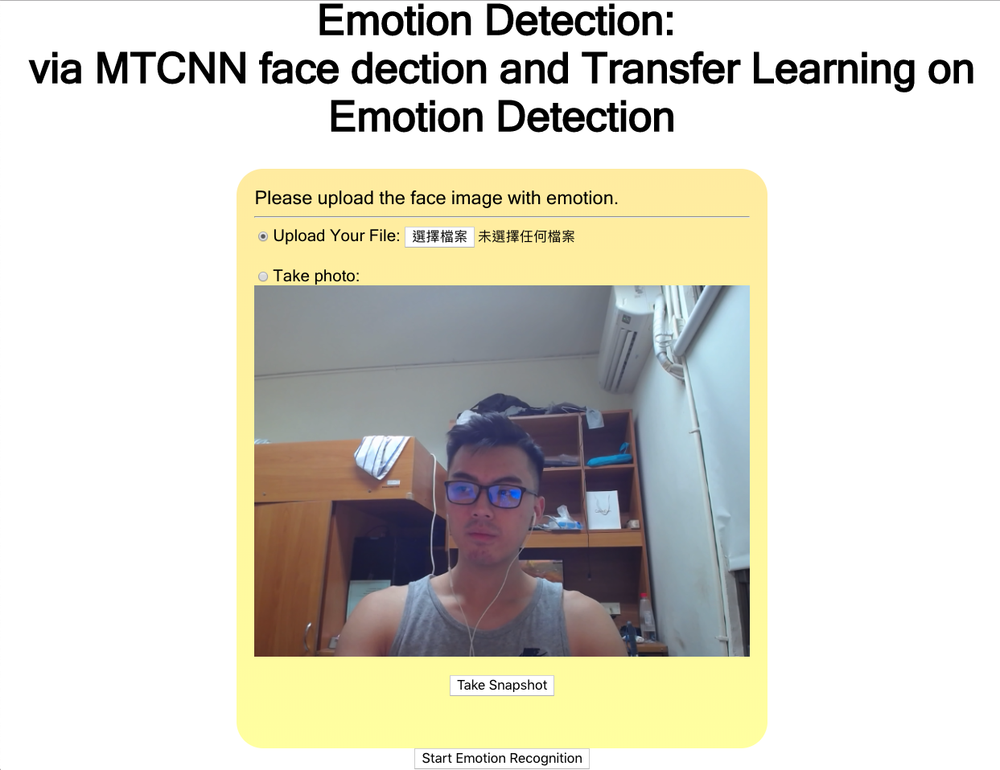 Emotion Detection:
via MTCNN face dection and Transfer Learning on
Emotion Detection
Please upload the face image with emotion.
Upload Your File: 選擇檔案 未選擇任何檔案
Take photo:
Take Snapshot
Start Emotion Recognition